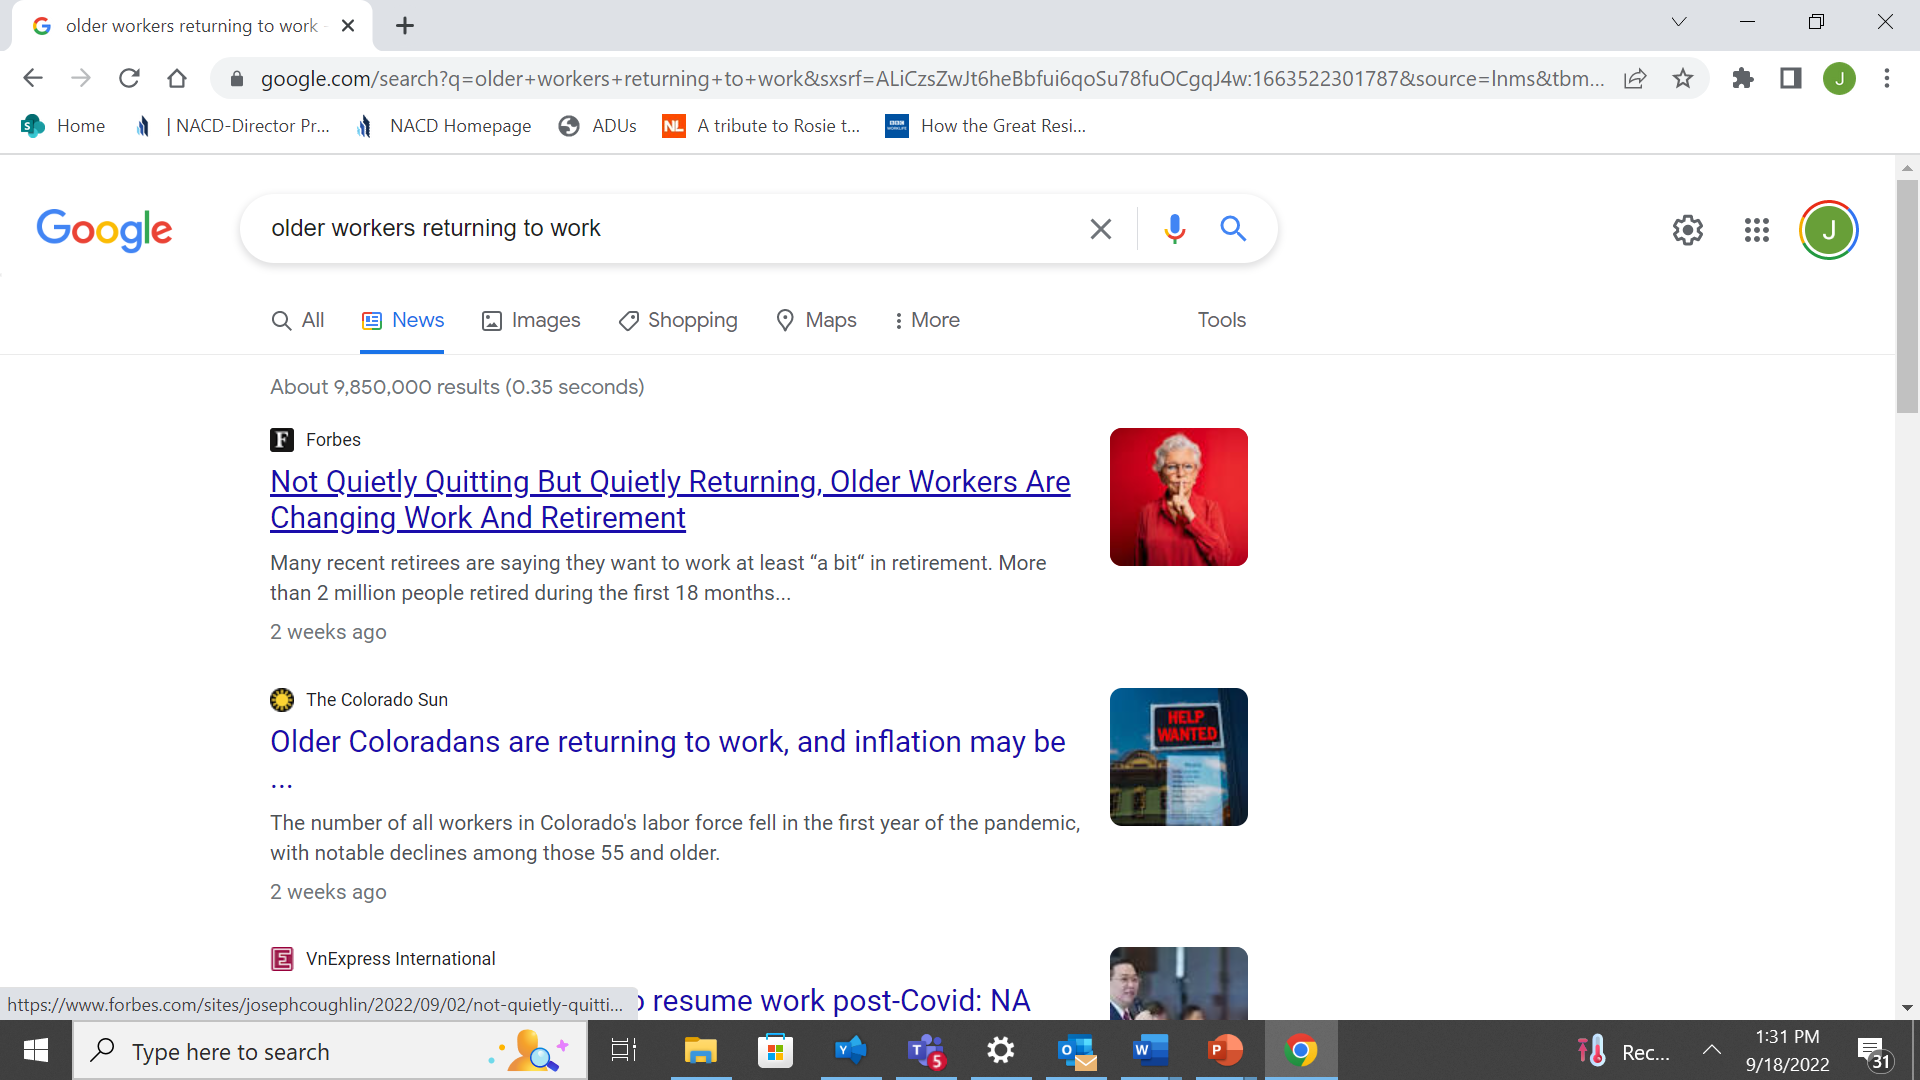 older workers returning to work -
google.com/search?q=older+workers+returning+to+work&sxsrf=ALiCzsZwJt6heBbfui6qoSu78fuOCgqJ4w:1663522301787&source=lnms&tbm...
J
Home
| NACD-Director Pr...
NACD Homepage
ADUs
NL
A tribute to Rosie t...
How the Great Resi...
Google
older workers returning to work
J
All
News
Images
Shopping
Maps
More
Tools
About 9,850,000 results (0.35 seconds)
F
Forbes
Not Quietly Quitting But Quietly Returning, Older Workers Are
Changing Work And Retirement
Many recent retirees are saying they want to work at least “a bit“ in retirement. More
than 2 million people retired during the first 18 months...
2 weeks ago
The Colorado Sun
Older Coloradans are returning to work, and inflation may be
...
HELP
WANTED
The number of all workers in Colorado's labor force fell in the first year of the pandemic,
with notable declines among those 55 and older.
2 weeks ago
E
VnExpress International
resume work post-Covid: NA
https://www.forbes.com/sites/josephcoughlin/2022/09/02/not-quietly-quitti...
Type here to search
5
Rec...
1:31 PM
9/18/2022
31